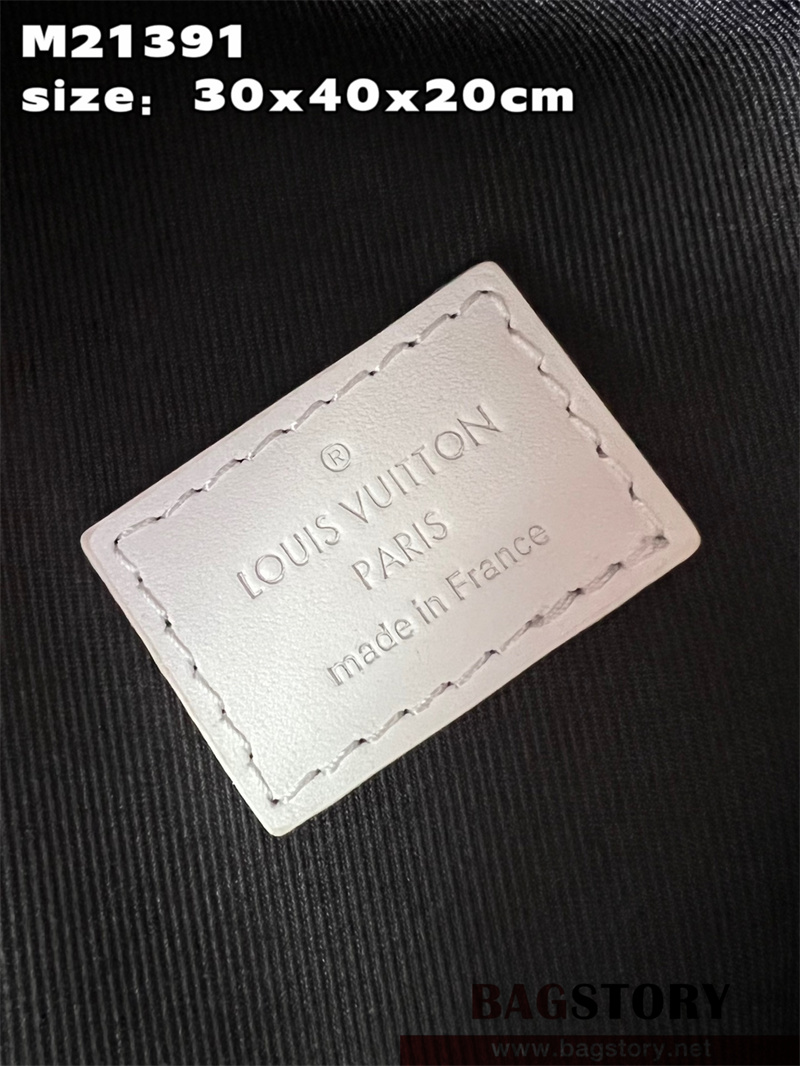 M21391
size：30x40x20cm
®
LOUIS VUITTON
PARIS
made in France
BAGSTORY
www.bagstory.net